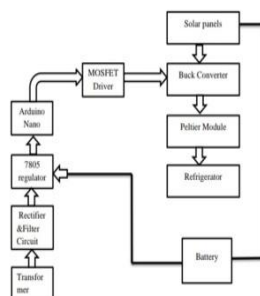 Solar panels
MOSFET
Driver
Back Converter
Arduino
Nano
Peltier Module
7805
regulator
Refrigerator
Rectifier
&Filter
Circuit
Battery
Transfor
mer